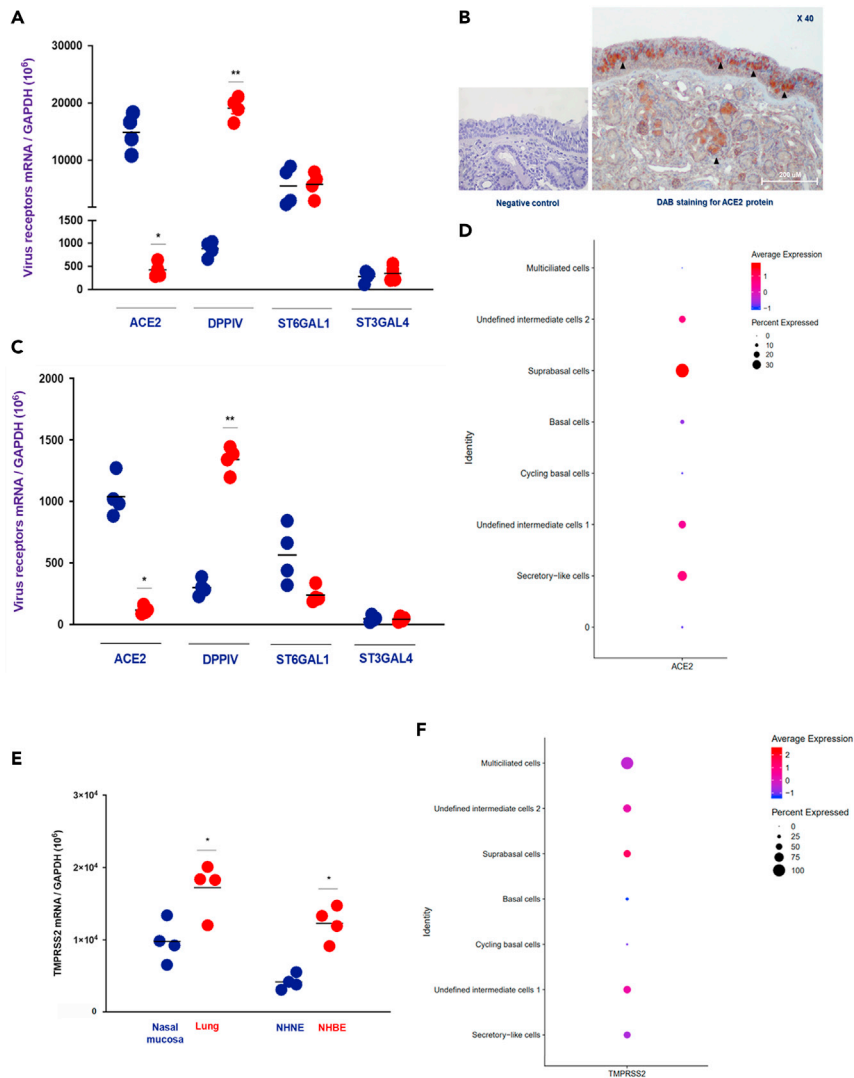 A
Virus receptors mRNA / GAPDH (10⁶)
30000
20000
10000
1500
1000
500
0
*
**
ACE2
DPPIV
ST6GAL1
ST3GAL4
B
X 40
200 uM
Negative control
DAB staining for ACE2 protein
C
Virus receptors mRNA / GAPDH (10⁶)
2000
1500
1000
500
0
*
**
ACE2
DPPIV
ST6GAL1
ST3GAL4
D
Identity
Multiciliated cells
Undefined intermediate cells 2
Suprabasal cells
Basal cells
Cycling basal cells
Undefined intermediate cells 1
Secretory-like cells
0
ACE2
Average Expression
1
0
-1
Percent Expressed
0
10
20
30
E
TMPRSS2 mRNA / GAPDH (10⁶)
3×10⁴
2×10⁴
1×10⁴
0
*
*
Nasal mucosa
Lung
NHNE
NHBE
F
Identity
Multiciliated cells
Undefined intermediate cells 2
Suprabasal cells
Basal cells
Cycling basal cells
Undefined intermediate cells 1
Secretory-like cells
TMPRSS2
Average Expression
2
1
0
-1
Percent Expressed
0
25
50
75
100